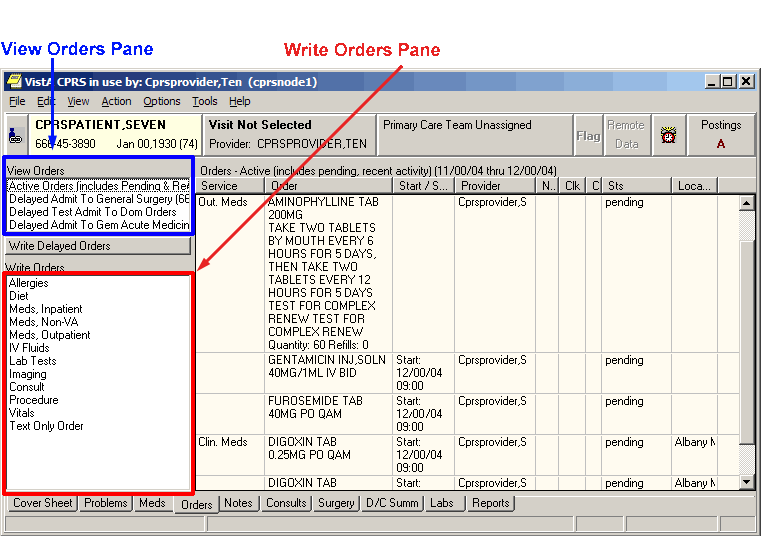 View Orders Pane
Write Orders Pane
VistA CPRS in use by: Cprsprovider,Ten (cprsnode1)
File Edit View Action Options Tools Help
CPRSPATIENT,SEVEN
Visit Not Selected
Primary Care Team Unassigned
Flag
Remote
Data
Postings
A
666-45-3890 Jan 00,1930 (74)
Provider: CPRSPROVIDER,TEN
View Orders
Active Orders (includes Pending & Re
Delayed Admit To General Surgery (66
Delayed Test Admit To Dom Orders
Delayed Admit To Gem Acute Medicin
Write Delayed Orders
Write Orders
Allergies
Diet
Meds, Inpatient
Meds, Non-VA
Meds, Outpatient
IV Fluids
Lab Tests
Imaging
Consult
Procedure
Vitals
Text Only Order
Orders - Active (includes pending, recent activity) (11/00/04 thru 12/00/04)
Service Order Start / S... Provider N.. Clk C Sts Loca...
Out. Meds AMINOPHYLLINE TAB Cprsprovider,S pending
200MG
TAKE TWO TABLETS
BY MOUTH EVERY 6
HOURS FOR 5 DAYS,
THEN TAKE TWO
TABLETS EVERY 12
HOURS FOR 5 DAYS
TEST FOR COMPLEX
RENEW TEST FOR
COMPLEX RENEW
Quantity: 60 Refills: 0
GENTAMICIN INJ,SOLN Start: Cprsprovider,S pending
40MG/1ML IV BID 12/00/04
09:00
FUROSEMIDE TAB Start: Cprsprovider,S pending
40MG PO QAM 12/00/04
09:00
Clin. Meds DIGOXIN TAB Start: Cprsprovider,S pending Albany M
0.25MG PO QAM 12/00/04
09:00
DIGOXIN TAB Start: Cprsprovider,S pending Albany M
Cover Sheet Problems Meds Orders Notes Consults Surgery D/C Summ Labs Reports